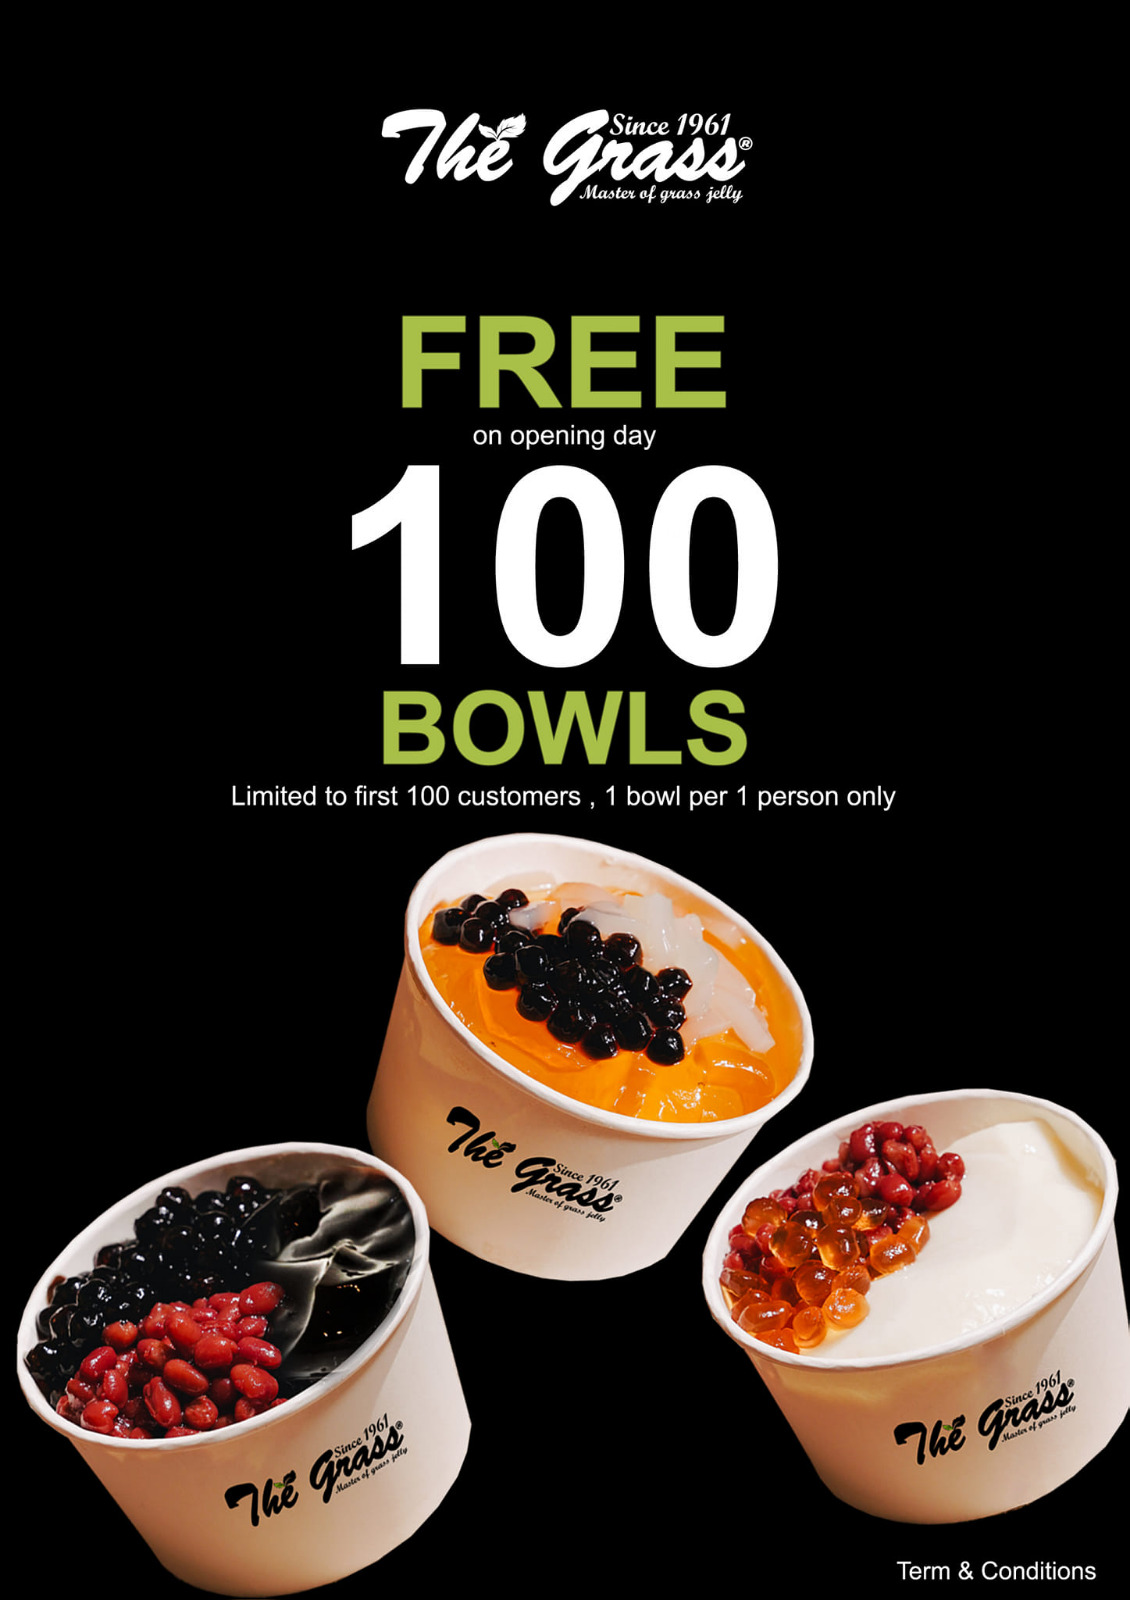 Since 1961
The Grass®
Master of grass jelly
FREE
on opening day
100
BOWLS
Limited to first 100 customers , 1 bowl per 1 person only
Since 1961
The Grass®
Master of grass jelly
Since 1961
The Grass®
Master of grass jelly
Since 1961
The Grass®
Master of grass jelly
Term & Conditions